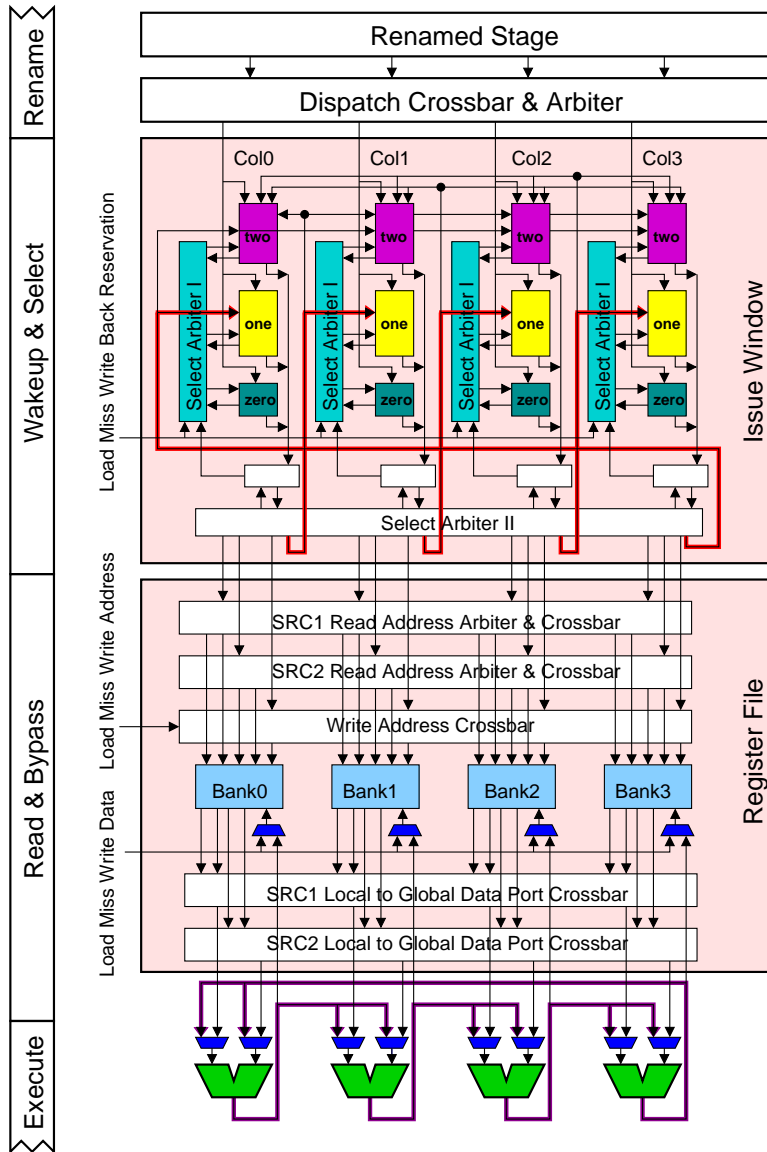 Rename
Renamed Stage
Dispatch Crossbar & Arbiter
Wakeup & Select
Load Miss Write Back Reservation
Issue Window
Col0
Col1
Col2
Col3
two
two
two
two
Select Arbiter I
Select Arbiter I
Select Arbiter I
Select Arbiter I
one
one
one
one
zero
zero
zero
zero
Select Arbiter II
Read & Bypass
Load Miss Write Address
Register File
SRC1 Read Address Arbiter & Crossbar
SRC2 Read Address Arbiter & Crossbar
Write Address Crossbar
Bank0
Bank1
Bank2
Bank3
Load Miss Write Data
SRC1 Local to Global Data Port Crossbar
SRC2 Local to Global Data Port Crossbar
Execute